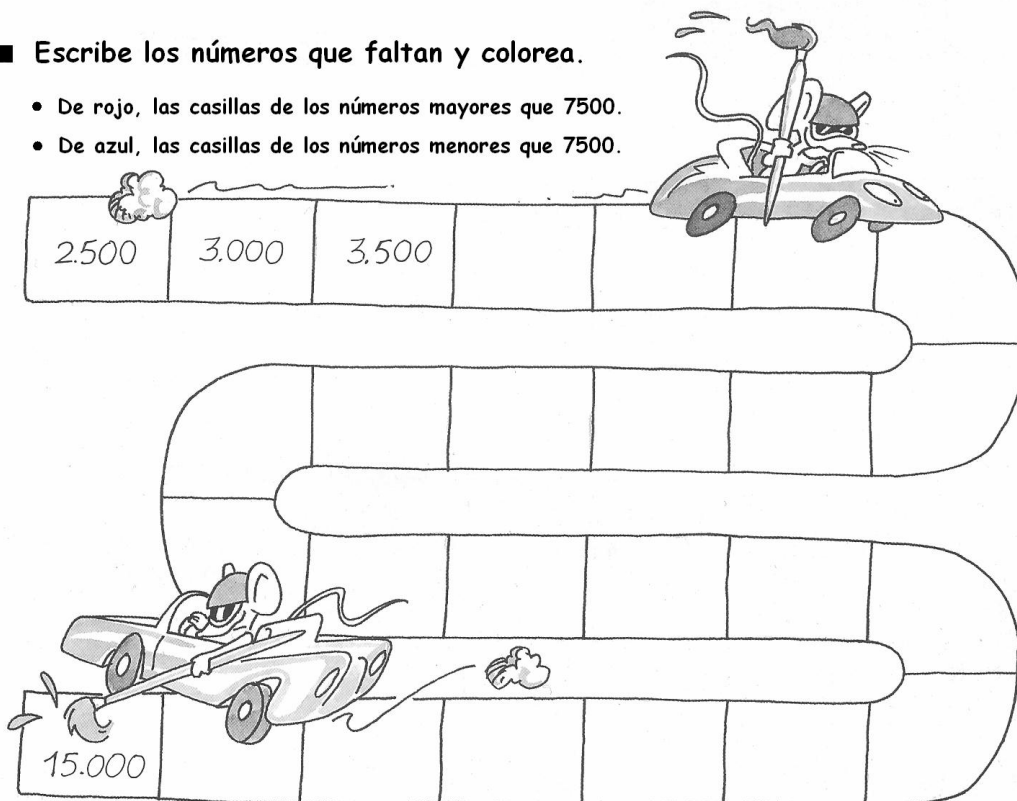 Escribe los números que faltan y colorea.
De rojo, las casillas de los números mayores que 7500.
De azul, las casillas de los números menores que 7500.
2.500 3.000 3.500
15.000